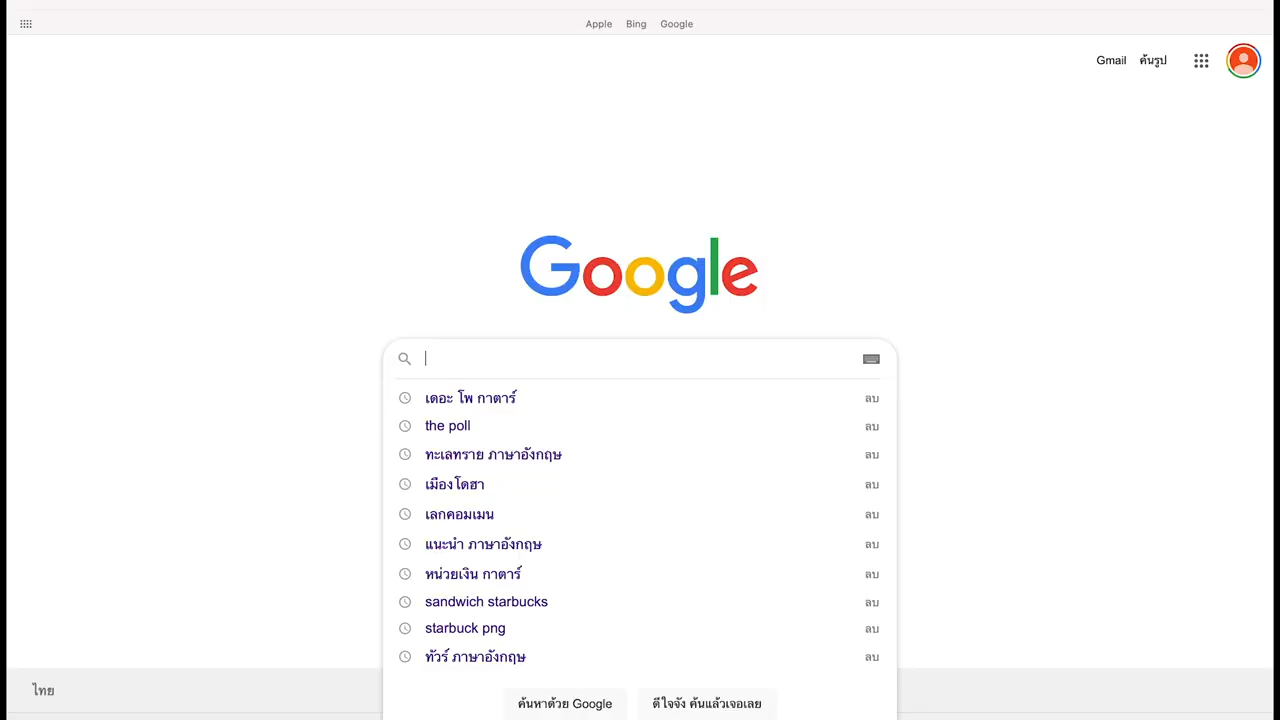 Apple Bing Google
Gmail ค้นรูป
Google
เดอะ โพ กาตาร์ ลบ
the poll ลบ
ทะเลทราย ภาษาอังกฤษ ลบ
เมืองโดฮา ลบ
เลกคอมเมน ลบ
แนะนำ ภาษาอังกฤษ ลบ
หน่วยเงิน กาตาร์ ลบ
sandwich starbucks ลบ
starbuck png ลบ
ทัวร์ ภาษาอังกฤษ ลบ
ไทย
ค้นหาด้วย Google ดีใจจัง ค้นแล้วเจอเลย